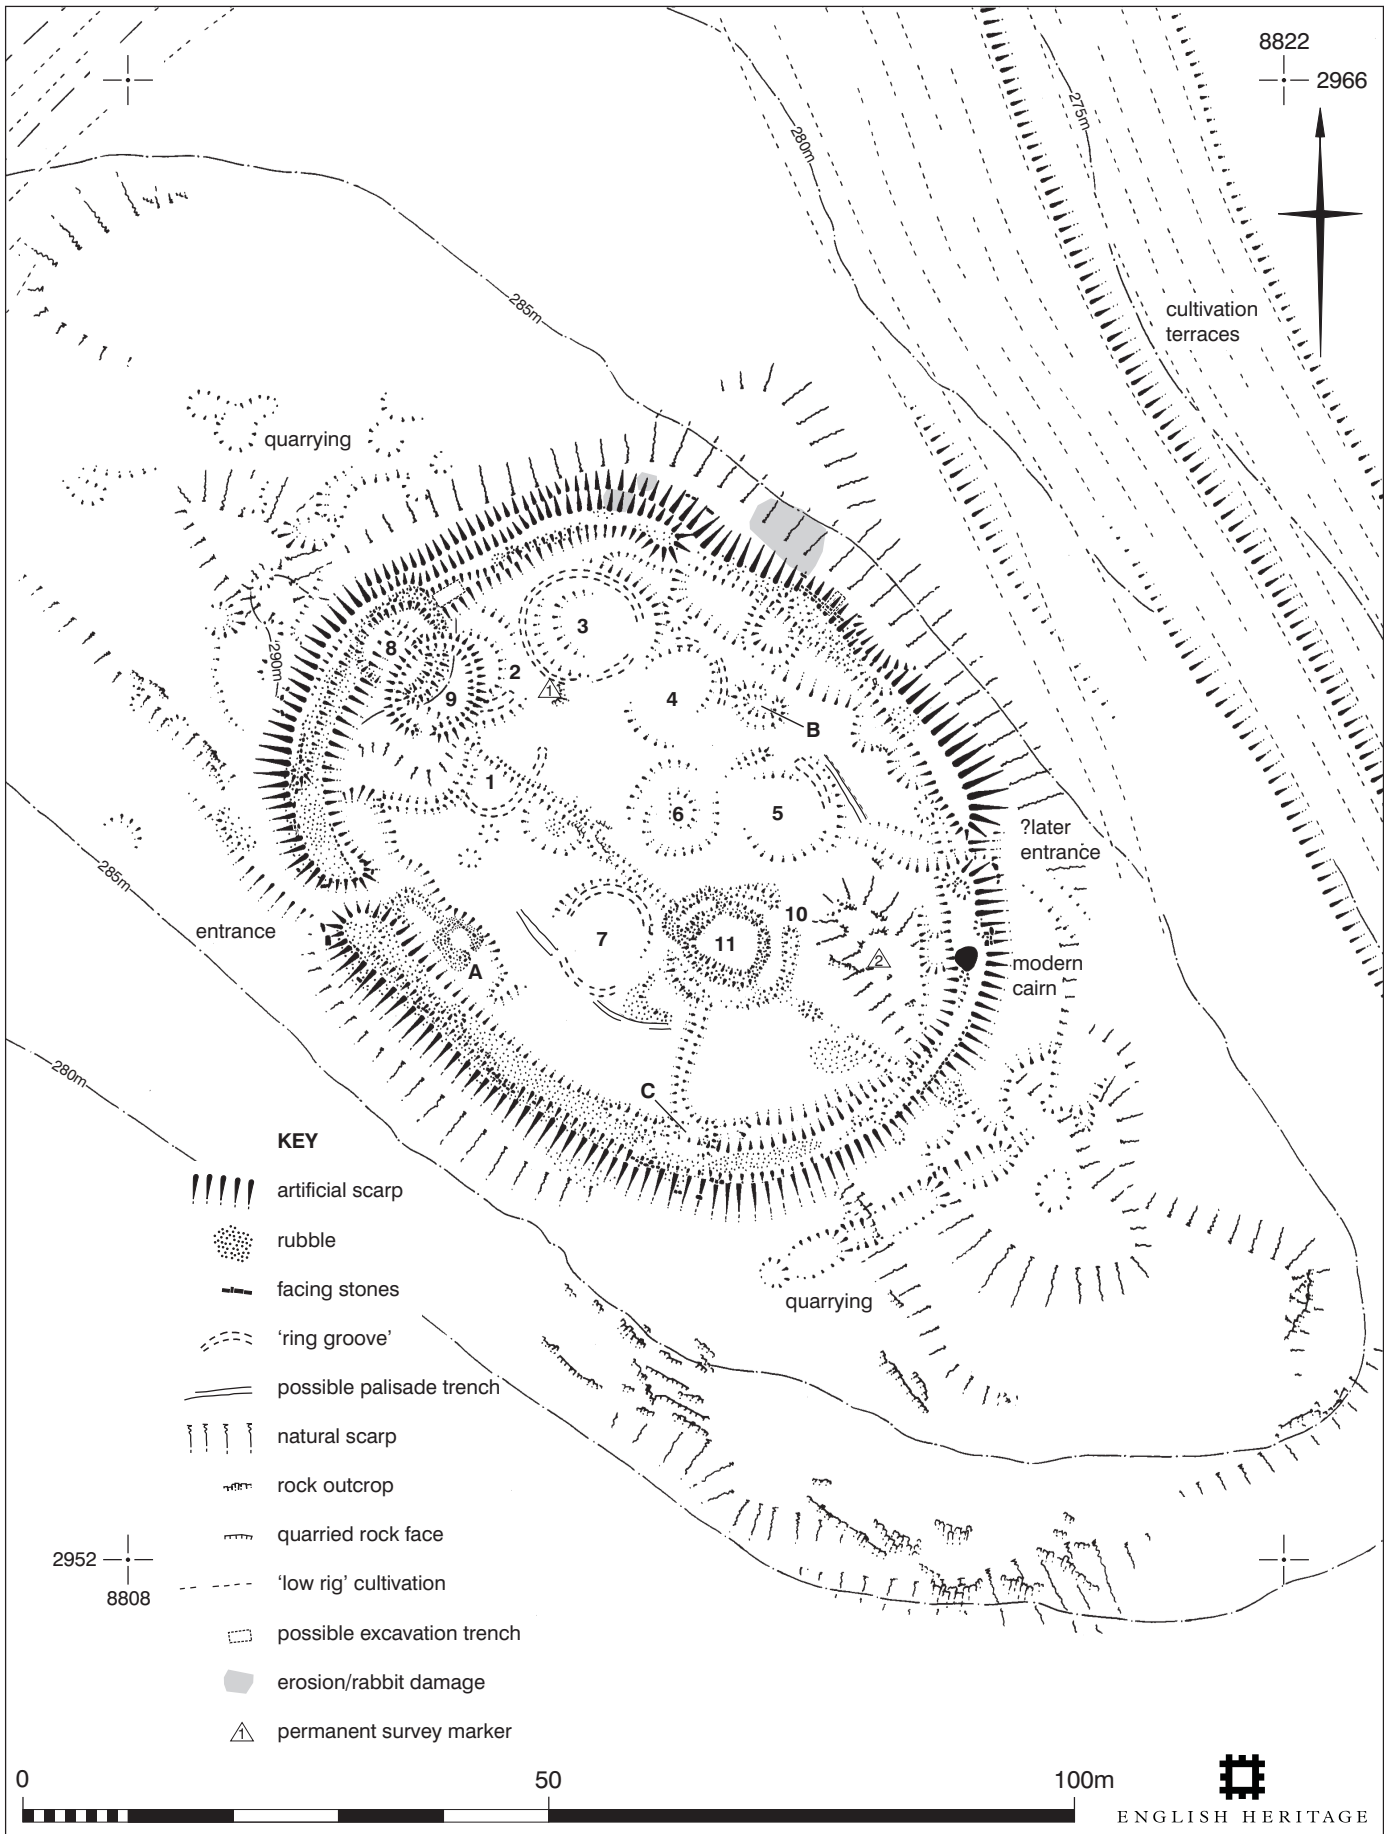 8822
2966
275m
280m
cultivation
terraces
285m
quarrying
3
8
2
1
290m
9
4
B
1
6
5
?later
entrance
285m
entrance
10
7
11
2
A
modern
cairn
280m
C
KEY
artificial scarp
rubble
facing stones
'ring groove'
quarrying
possible palisade trench
natural scarp
rock outcrop
quarried rock face
2952
'low rig' cultivation
8808
possible excavation trench
erosion/rabbit damage
1
permanent survey marker
0
50
100m
ENGLISH HERITAGE